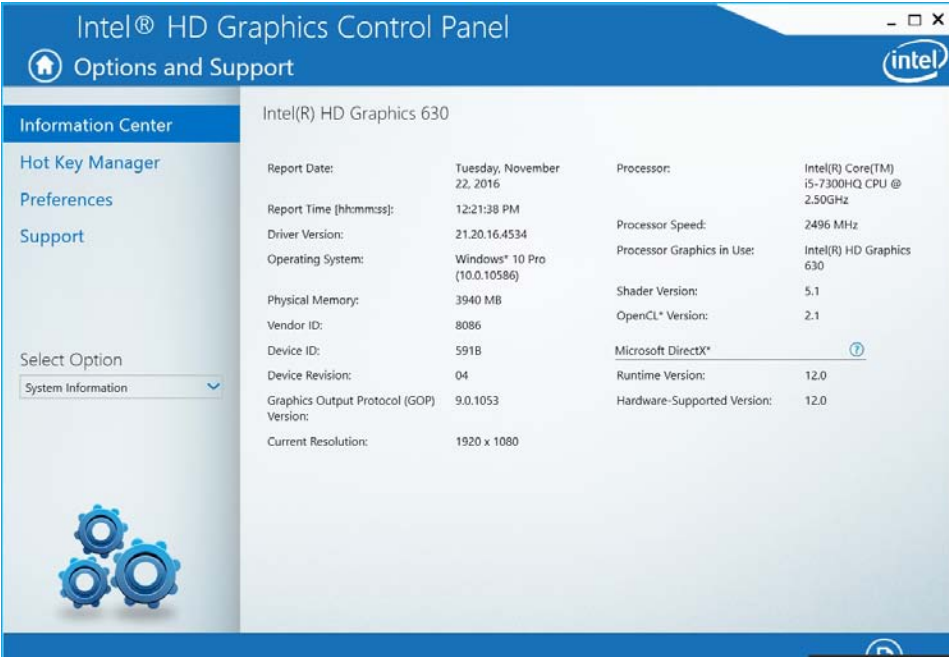 Intel® HD Graphics Control Panel
Options and Support
intel
Information Center
Hot Key Manager
Preferences
Support
Select Option
System Information
Intel(R) HD Graphics 630
Report Date: Tuesday, November
22, 2016
Report Time [hh:mm:ss]: 12:21:38 PM
Driver Version: 21.20.16.4534
Operating System: Windows* 10 Pro
(10.0.10586)
Physical Memory: 3940 MB
Vendor ID: 8086
Device ID: 591B
Device Revision: 04
Graphics Output Protocol (GOP) 9.0.1053
Version:
Current Resolution: 1920 x 1080
Processor: Intel(R) Core(TM)
i5-7300HQ CPU @
2.50GHz
Processor Speed: 2496 MHz
Processor Graphics in Use: Intel(R) HD Graphics
630
Shader Version: 5.1
OpenCL* Version: 2.1
Microsoft DirectX* ?
Runtime Version: 12.0
Hardware-Supported Version: 12.0